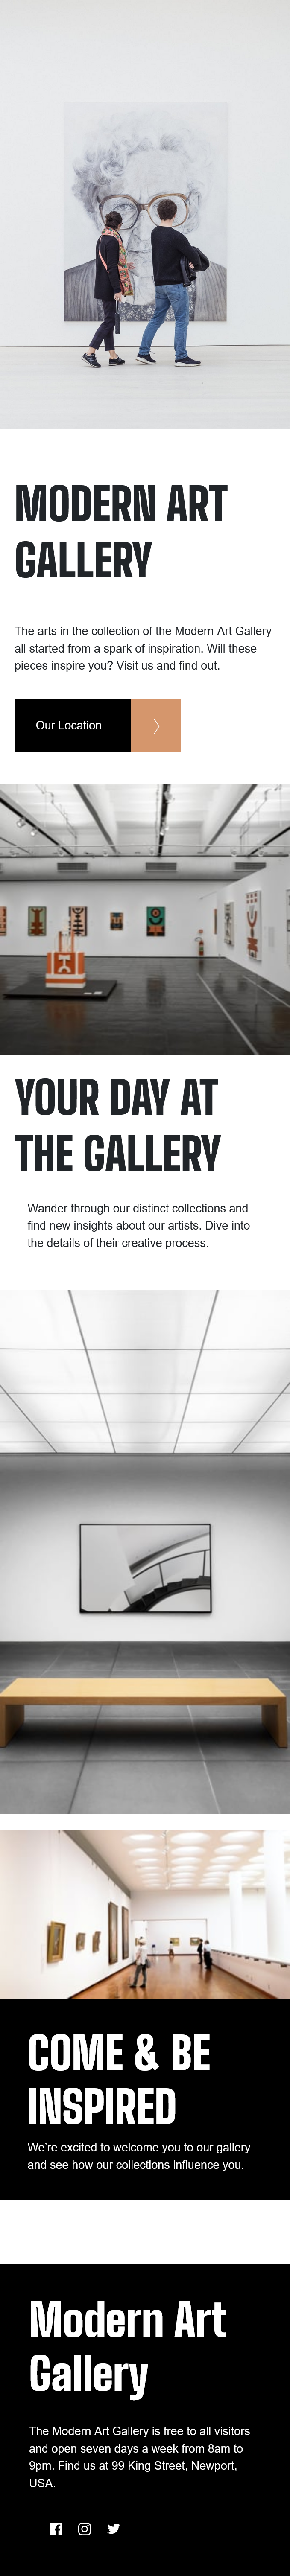 MODERN ART
GALLERY
The arts in the collection of the Modern Art Gallery
all started from a spark of inspiration. Will these
pieces inspire you? Visit us and find out.
Our Location
YOUR DAY AT
THE GALLERY
Wander through our distinct collections and
find new insights about our artists. Dive into
the details of their creative process.
COME & BE
INSPIRED
We’re excited to welcome you to our gallery
and see how our collections influence you.
Modern Art
Gallery
The Modern Art Gallery is free to all visitors
and open seven days a week from 8am to
9pm. Find us at 99 King Street, Newport,
USA.